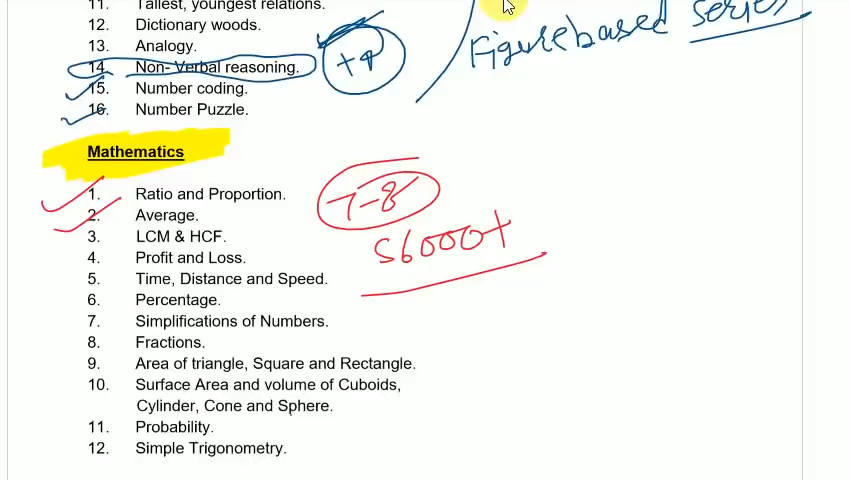 11. Tallest, youngest relations.
12. Dictionary woods.
13. Analogy.
14. Non- Verbal reasoning.
+4
Figure based series
15. Number coding.
16. Number Puzzle.
Mathematics
1. Ratio and Proportion.
7-8
2. Average.
3. LCM & HCF.
S6000+
4. Profit and Loss.
5. Time, Distance and Speed.
6. Percentage.
7. Simplifications of Numbers.
8. Fractions.
9. Area of triangle, Square and Rectangle.
10. Surface Area and volume of Cuboids,
Cylinder, Cone and Sphere.
11. Probability.
12. Simple Trigonometry.